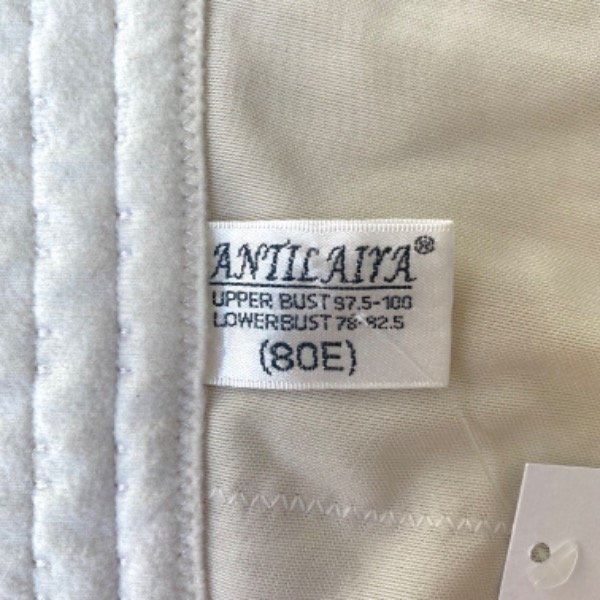 ANTILAIYA®
UPPER BUST 97.5-100
LOWERBUST 78-82.5
(80E)